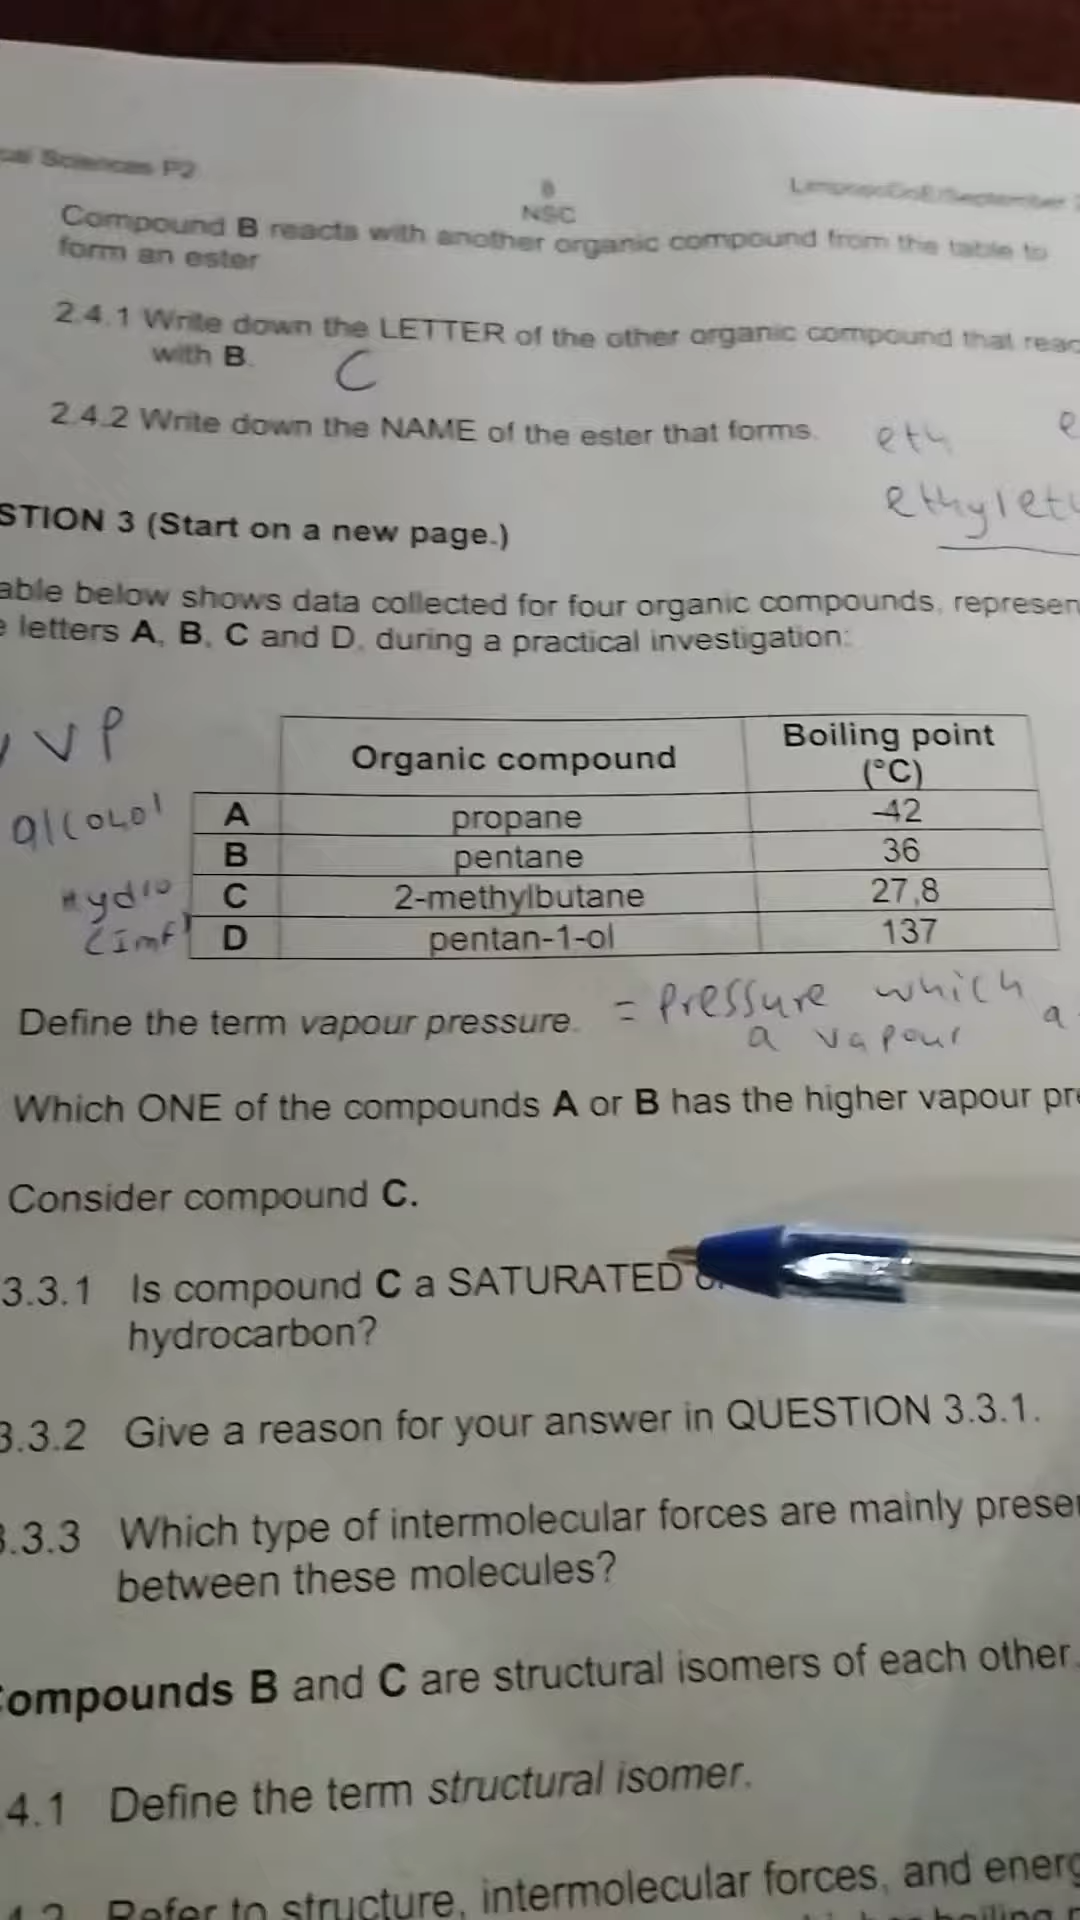 Sciences P2
8
NSC
Compound B reacts with another organic compound from the table to
form an ester
2.4.1 Write down the LETTER of the other organic compound that
with B.
C
2.4.2 Write down the NAME of the ester that forms.
eth
STION 3 (Start on a new page.)
able below shows data collected for four organic compounds, represen
letters A, B, C and D, during a practical investigation:
VP
Organic compound
Boiling point
(°C)
alcohol
A propane -42
B pentane 36
Hydro
C 2-methylbutane 27,8
(imf)
D pentan-1-ol 137
Define the term vapour pressure.
= Pressure which
a vapour
a
Which ONE of the compounds A or B has the higher vapour pre
Consider compound C.
3.3.1 Is compound C a SATURATED
hydrocarbon?
3.3.2 Give a reason for your answer in QUESTION 3.3.1.
3.3.3 Which type of intermolecular forces are mainly prese
between these molecules?
ompounds B and C are structural isomers of each other.
4.1 Define the term structural isomer.
Refer to structure, intermolecular forces, and energ